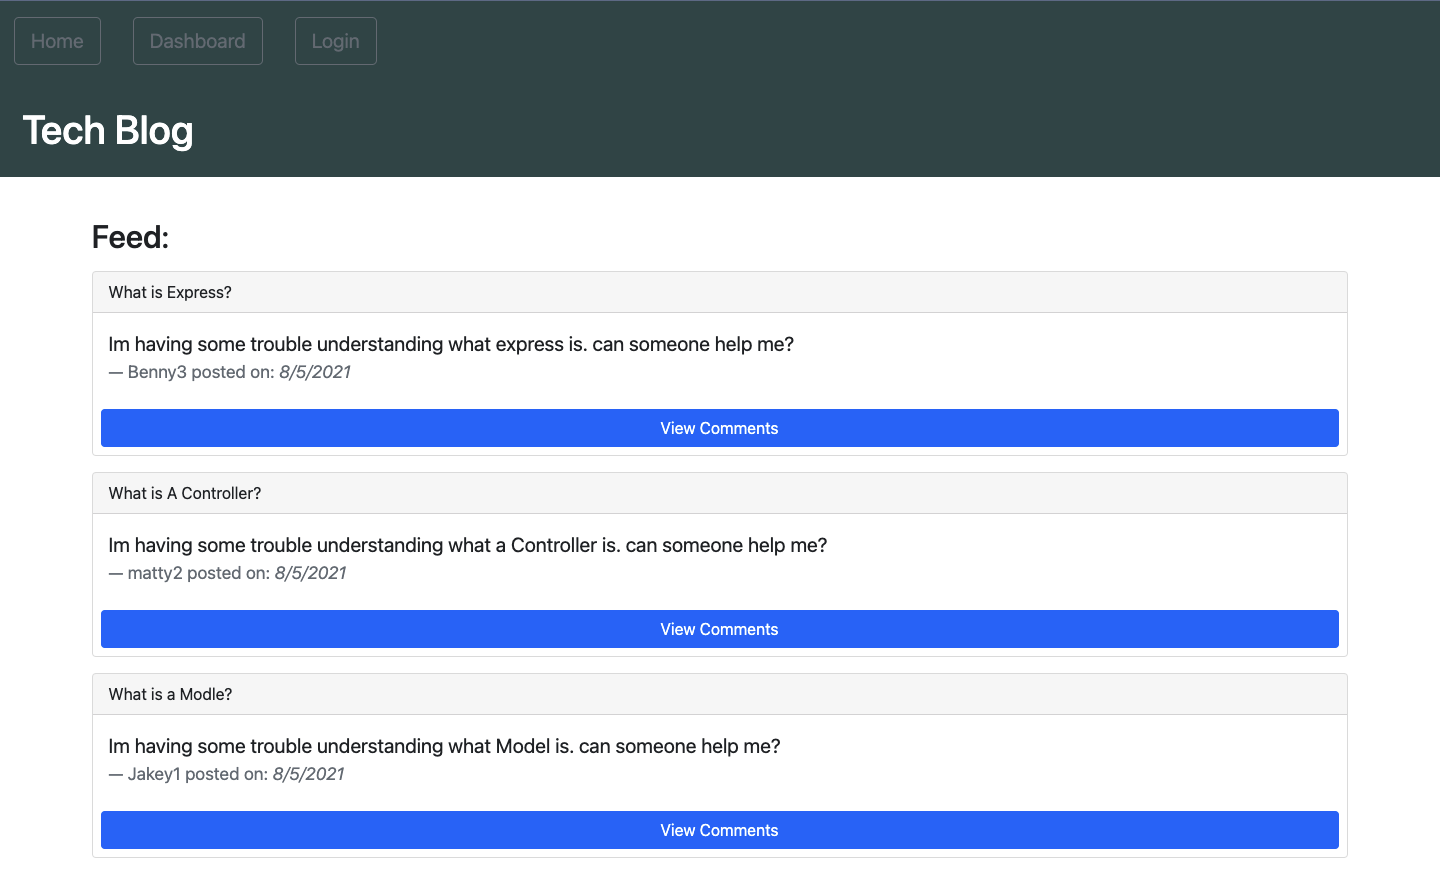 Home Dashboard Login
Tech Blog
Feed:
What is Express?
Im having some trouble understanding what express is. can someone help me?
— Benny3 posted on: 8/5/2021
View Comments
What is A Controller?
Im having some trouble understanding what a Controller is. can someone help me?
— matty2 posted on: 8/5/2021
View Comments
What is a Modle?
Im having some trouble understanding what Model is. can someone help me?
— Jakey1 posted on: 8/5/2021
View Comments